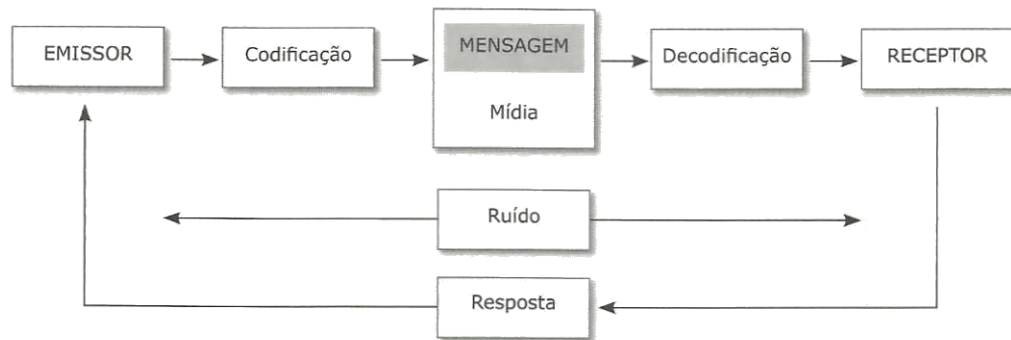 EMISSOR
Codificação
MENSAGEM
Mídia
Decodificação
RECEPTOR
Ruído
Resposta